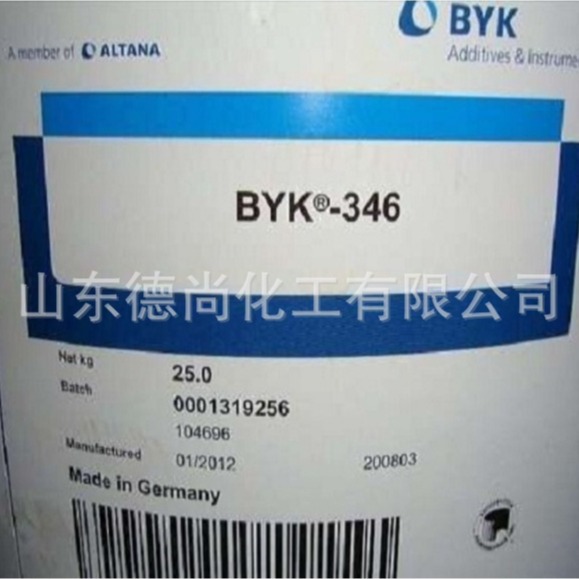 A member of ALTANA
BYK
Additives & Instrume
BYK®-346
山东德尚化工有限公司
Net kg 25.0
Batch 0001319256
104696
Manufactured 01/2012 200803
Made in Germany